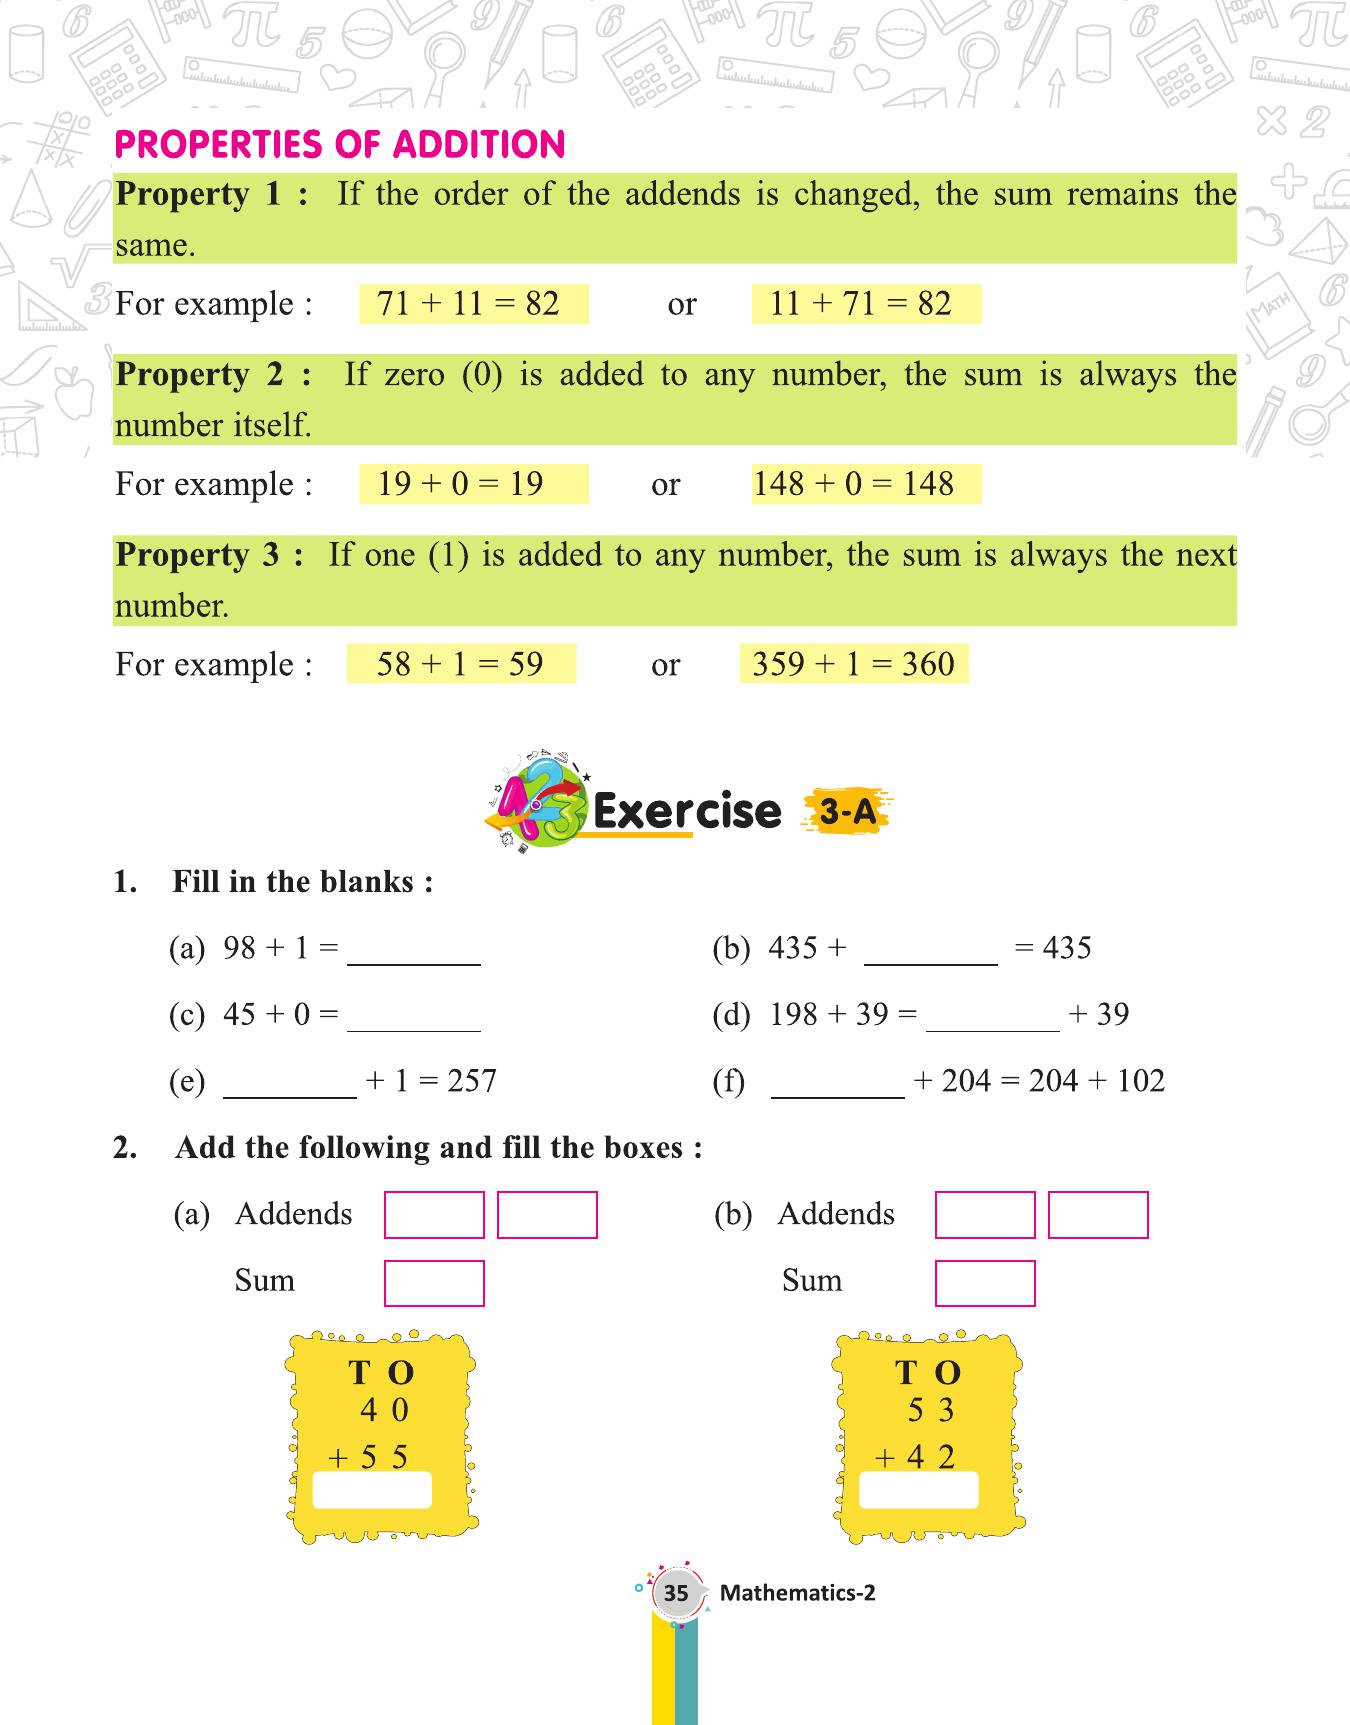 PROPERTIES OF ADDITION
Property 1 : If the order of the addends is changed, the sum remains the
same.
For example : 71 + 11 = 82 or 11 + 71 = 82
Property 2 : If zero (0) is added to any number, the sum is always the
number itself.
For example : 19 + 0 = 19 or 148 + 0 = 148
Property 3 : If one (1) is added to any number, the sum is always the next
number.
For example : 58 + 1 = 59 or 359 + 1 = 360
123 Exercise 3-A
1. Fill in the blanks :
(a) 98 + 1 = ________ (b) 435 + ________ = 435
(c) 45 + 0 = ________ (d) 198 + 39 = ________ + 39
(e) ________ + 1 = 257 (f) ________ + 204 = 204 + 102
2. Add the following and fill the boxes :
(a) Addends (b) Addends
Sum Sum
T O T O
4 0 5 3
+ 5 5 + 4 2
35 Mathematics-2